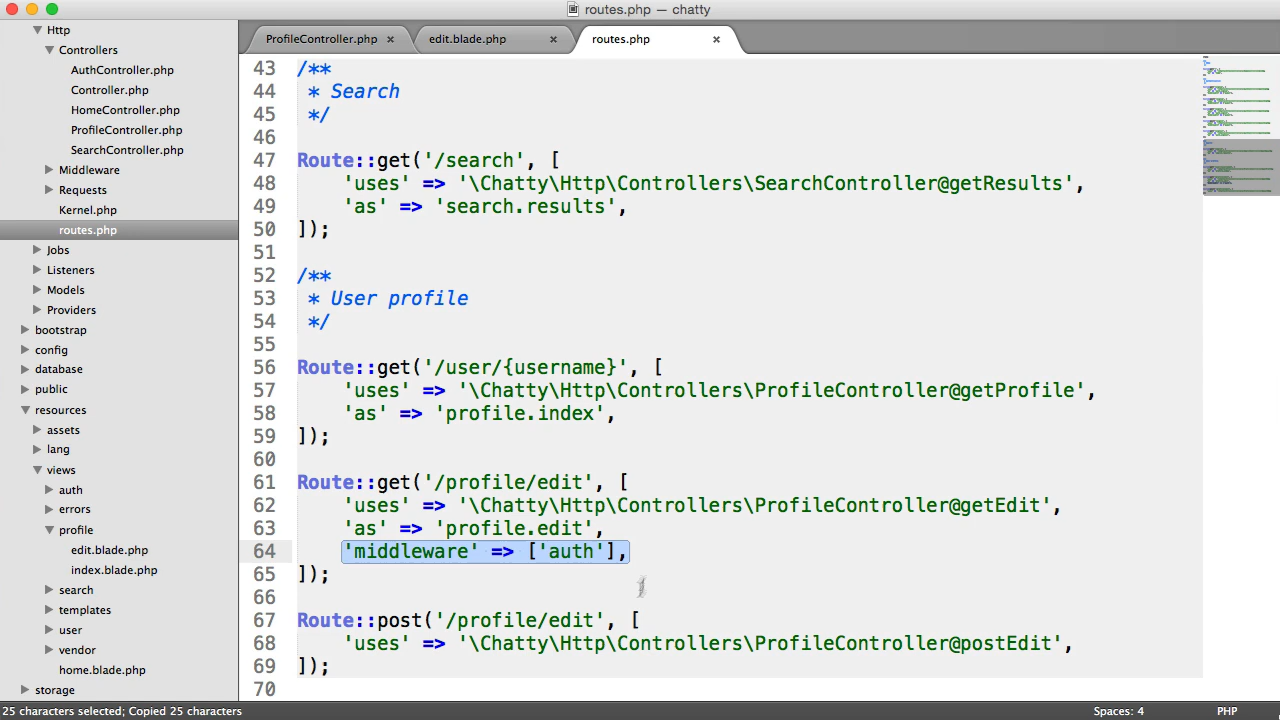 routes.php — chatty
Http
Controllers
AuthController.php
Controller.php
HomeController.php
ProfileController.php
SearchController.php
Middleware
Requests
Kernel.php
routes.php
Jobs
Listeners
Models
Providers
bootstrap
config
database
public
resources
assets
lang
views
auth
errors
profile
edit.blade.php
index.blade.php
search
templates
user
vendor
home.blade.php
storage
ProfileController.php × edit.blade.php × routes.php ×
43 /**
44  * Search
45  */
46
47 Route::get('/search', [
48     'uses' => '\Chatty\Http\Controllers\SearchController@getResults',
49     'as' => 'search.results',
50 ]);
51
52 /**
53  * User profile
54  */
55
56 Route::get('/user/{username}', [
57     'uses' => '\Chatty\Http\Controllers\ProfileController@getProfile',
58     'as' => 'profile.index',
59 ]);
60
61 Route::get('/profile/edit', [
62     'uses' => '\Chatty\Http\Controllers\ProfileController@getEdit',
63     'as' => 'profile.edit',
64     'middleware' => ['auth'],
65 ]);
66
67 Route::post('/profile/edit', [
68     'uses' => '\Chatty\Http\Controllers\ProfileController@postEdit',
69 ]);
70
25 characters selected; Copied 25 characters
Spaces: 4 PHP